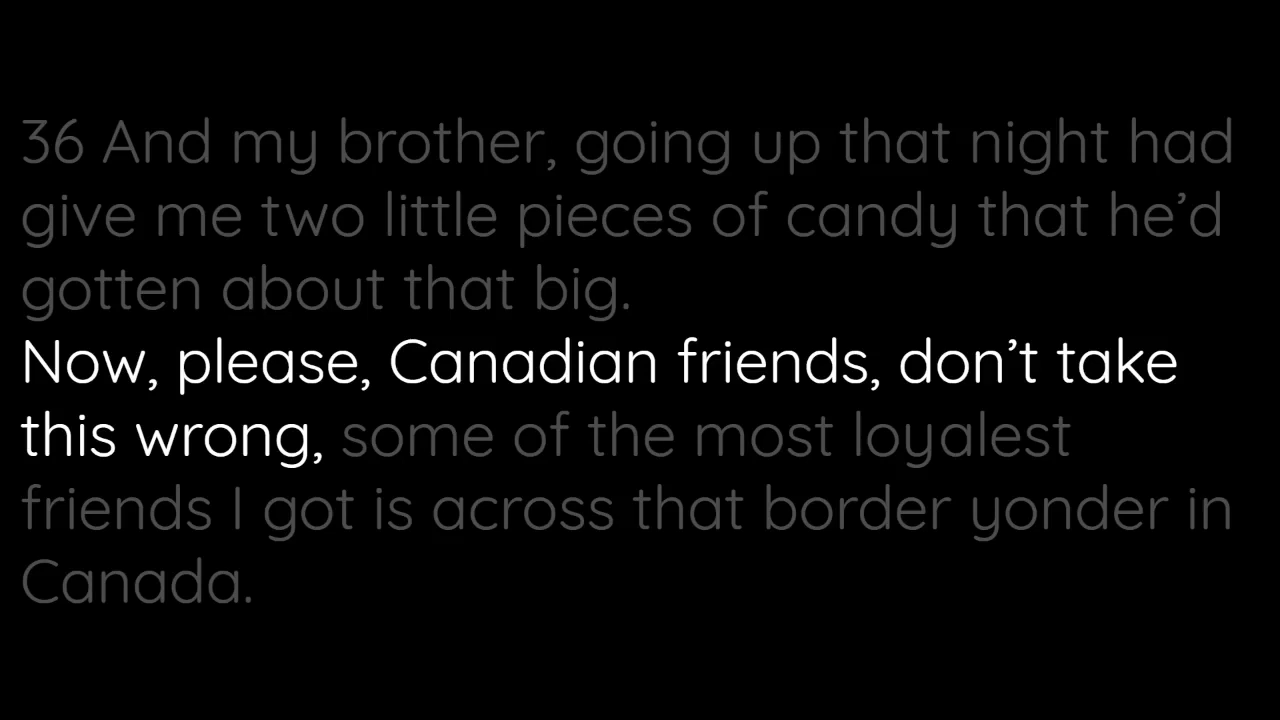 36 And my brother, going up that night had
give me two little pieces of candy that he’d
gotten about that big.
Now, please, Canadian friends, don’t take
this wrong, some of the most loyalest
friends I got is across that border yonder in
Canada.